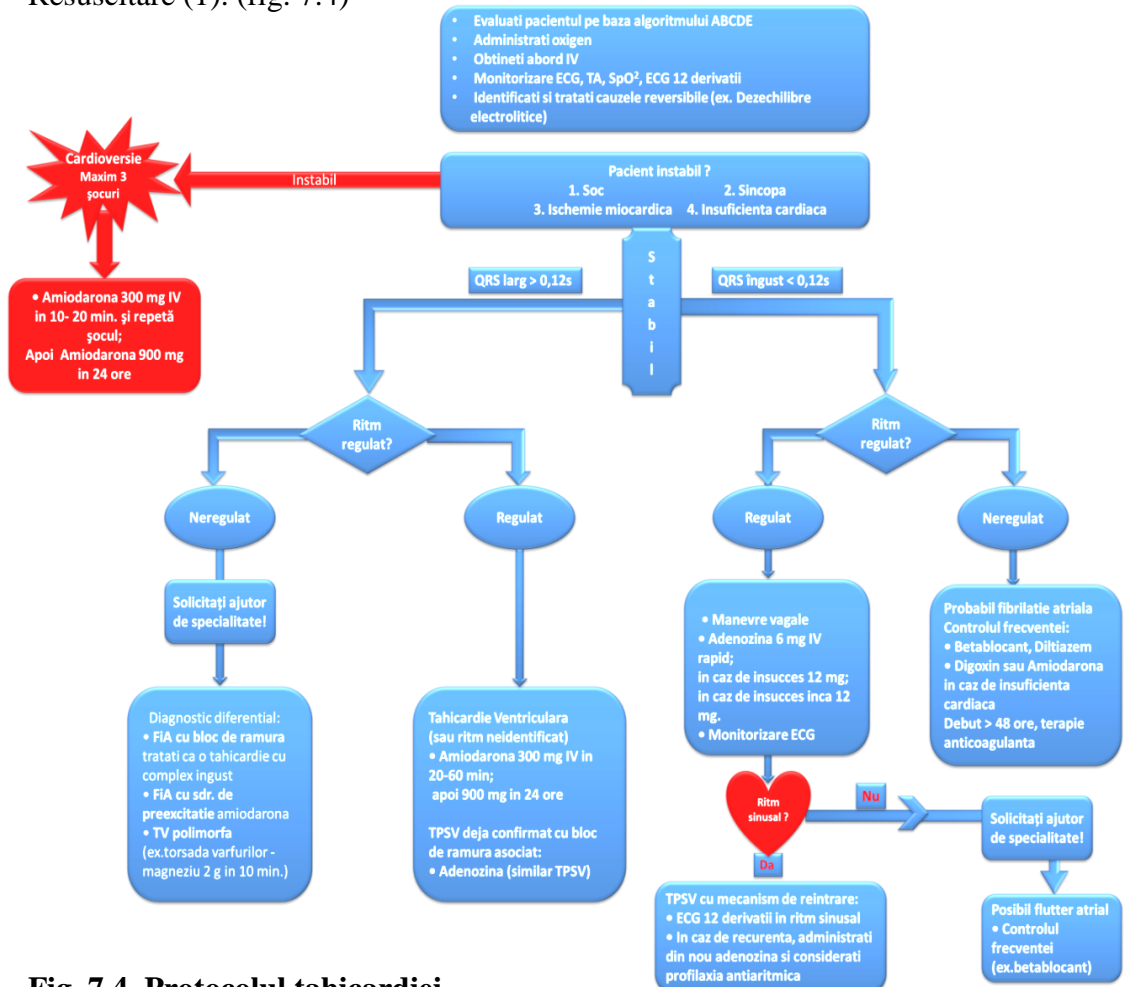 Resuscitare (1). (fig. 7.4)
• Evaluati pacientul pe baza algoritmului ABCDE
• Administrati oxigen
• Obtineti abord IV
• Monitorizare ECG, TA, SpO², ECG 12 derivatii
• Identificati si tratati cauzele reversibile (ex. Dezechilibre
electrolitice)
Cardioversie
Maxim 3
șocuri
Instabil
Pacient instabil ?
1. Soc 2. Sincopa
3. Ischemie miocardica 4. Insuficienta cardiaca
• Amiodarona 300 mg IV
in 10- 20 min. și repetă
șocul;
Apoi Amiodarona 900 mg
in 24 ore
S
t
a
b
i
l
QRS larg > 0,12s
QRS îngust < 0,12s
Ritm
regulat?
Ritm
regulat?
Neregulat
Regulat
Regulat
Neregulat
Solicitați ajutor
de specialitate!
Diagnostic diferential:
• FiA cu bloc de ramura
tratati ca o tahicardie cu
complex ingust
• FiA cu sdr. de
preexcitatie amiodarona
• TV polimorfa
(ex.torsada varfurilor -
magneziu 2 g in 10 min.)
Tahicardie Ventriculara
(sau ritm neidentificat)
• Amiodarona 300 mg IV in
20-60 min;
apoi 900 mg in 24 ore
TPSV deja confirmat cu bloc
de ramura asociat:
• Adenozina (similar TPSV)
• Manevre vagale
• Adenozina 6 mg IV
rapid;
in caz de insucces 12 mg;
in caz de insucces inca 12
mg.
• Monitorizare ECG
Probabil fibrilatie atriala
Controlul frecventei:
• Betablocant, Diltiazem
• Digoxin sau Amiodarona
in caz de insuficienta
cardiaca
Debut > 48 ore, terapie
anticoagulanta
Ritm
sinusal ?
Nu
Da
Solicitați ajutor
de specialitate!
TPSV cu mecanism de reintrare:
• ECG 12 derivatii in ritm sinusal
• In caz de recurenta, administrati
din nou adenozina si considerati
profilaxia antiaritmica
Posibil flutter atrial
• Controlul
frecventei
(ex.betablocant)
Fig. 7.4. Protocolul tahicardiei